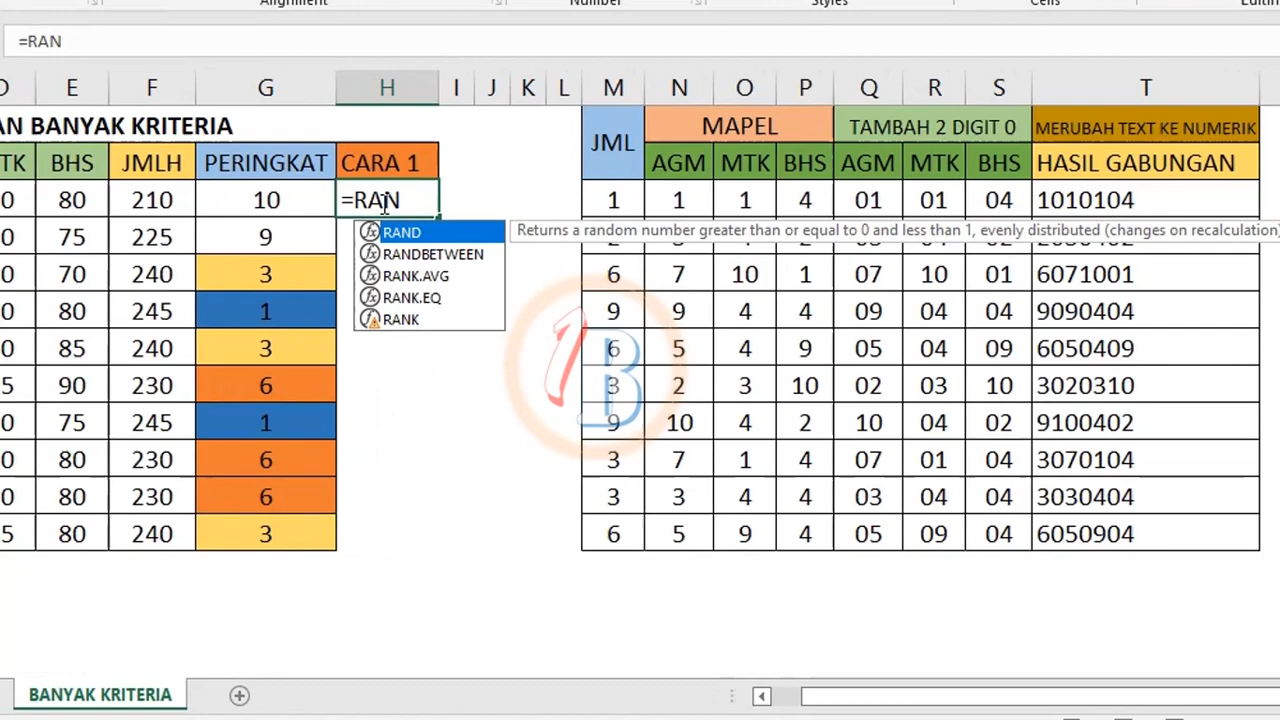 Alignment Number Styles Cells
=RAN
E F G H I J K L M N O P Q R S T
AN BANYAK KRITERIA JML MAPEL TAMBAH 2 DIGIT 0 MERUBAH TEXT KE NUMERIK
TK BHS JMLH PERINGKAT CARA 1 AGM MTK BHS AGM MTK BHS HASIL GABUNGAN
0 80 210 10 =RAN 1 1 1 4 01 01 04 1010104
0 75 225 9 RAND Returns a random number greater than or equal to 0 and less than 1, evenly distributed (changes on recalculation)
RANDBETWEEN
0 70 240 3 RANK.AVG 6 7 10 1 07 10 01 6071001
0 80 245 1 RANK.EQ 9 9 4 4 09 04 04 9090404
RANK
0 85 240 3 6 5 4 9 05 04 09 6050409
5 90 230 6 3 2 3 10 02 03 10 3020310
0 75 245 1 9 10 4 2 10 04 02 9100402
0 80 230 6 3 7 1 4 07 01 04 3070104
0 80 230 6 3 3 4 4 03 04 04 3030404
5 80 240 3 6 5 9 4 05 09 04 6050904
1B
BANYAK KRITERIA